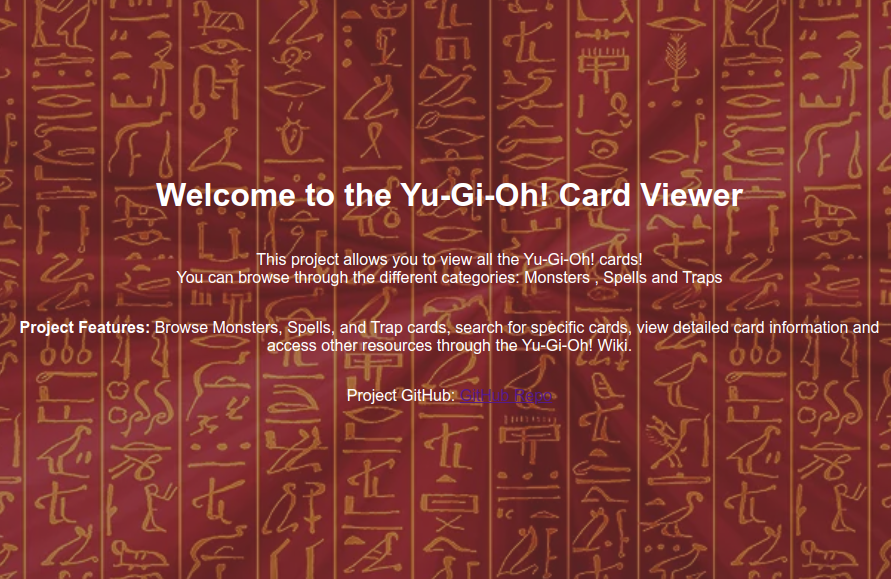 Welcome to the Yu-Gi-Oh! Card Viewer
This project allows you to view all the Yu-Gi-Oh! cards!
You can browse through the different categories: Monsters , Spells and Traps
Project Features: Browse Monsters, Spells, and Trap cards, search for specific cards, view detailed card information and
access other resources through the Yu-Gi-Oh! Wiki.
Project GitHub: GitHub Repo